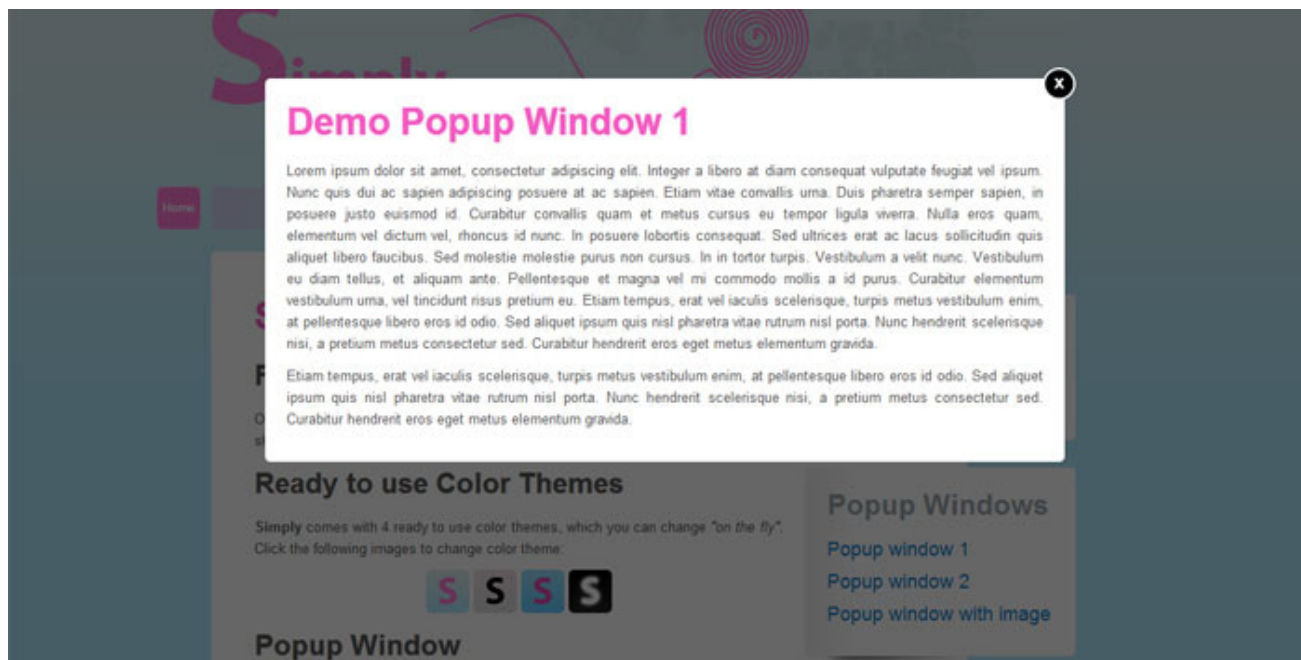 Simply
Demo Popup Window 1
x
Lorem ipsum dolor sit amet, consectetur adipiscing elit. Integer a libero at diam consequat vulputate feugiat vel ipsum.
Nunc quis dui ac sapien adipiscing posuere at ac sapien. Etiam vitae convallis urna. Duis pharetra semper sapien, in
posuere justo euismod id. Curabitur convallis quam et metus cursus eu tempor ligula viverra. Nulla eros quam,
elementum vel dictum vel, rhoncus id nunc. In posuere lobortis consequat. Sed ultrices erat ac lacus sollicitudin quis
aliquet libero faucibus. Sed molestie molestie purus non cursus. In in tortor turpis. Vestibulum a velit nunc. Vestibulum
eu diam tellus, et aliquam ante. Pellentesque et magna vel mi commodo mollis a id purus. Curabitur elementum
vestibulum urna, vel tincidunt risus pretium eu. Etiam tempus, erat vel iaculis scelerisque, turpis metus vestibulum enim,
at pellentesque libero eros id odio. Sed aliquet ipsum quis nisl pharetra vitae rutrum nisl porta. Nunc hendrerit scelerisque
nisi, a pretium metus consectetur sed. Curabitur hendrerit eros eget metus elementum gravida.
Etiam tempus, erat vel iaculis scelerisque, turpis metus vestibulum enim, at pellentesque libero eros id odio. Sed aliquet
ipsum quis nisl pharetra vitae rutrum nisl porta. Nunc hendrerit scelerisque nisi, a pretium metus consectetur sed.
Curabitur hendrerit eros eget metus elementum gravida.
Home
Ready to use Color Themes
Simply comes with 4 ready to use color themes, which you can change "on the fly".
Click the following images to change color theme:
S S S S
Popup Window
Popup Windows
Popup window 1
Popup window 2
Popup window with image